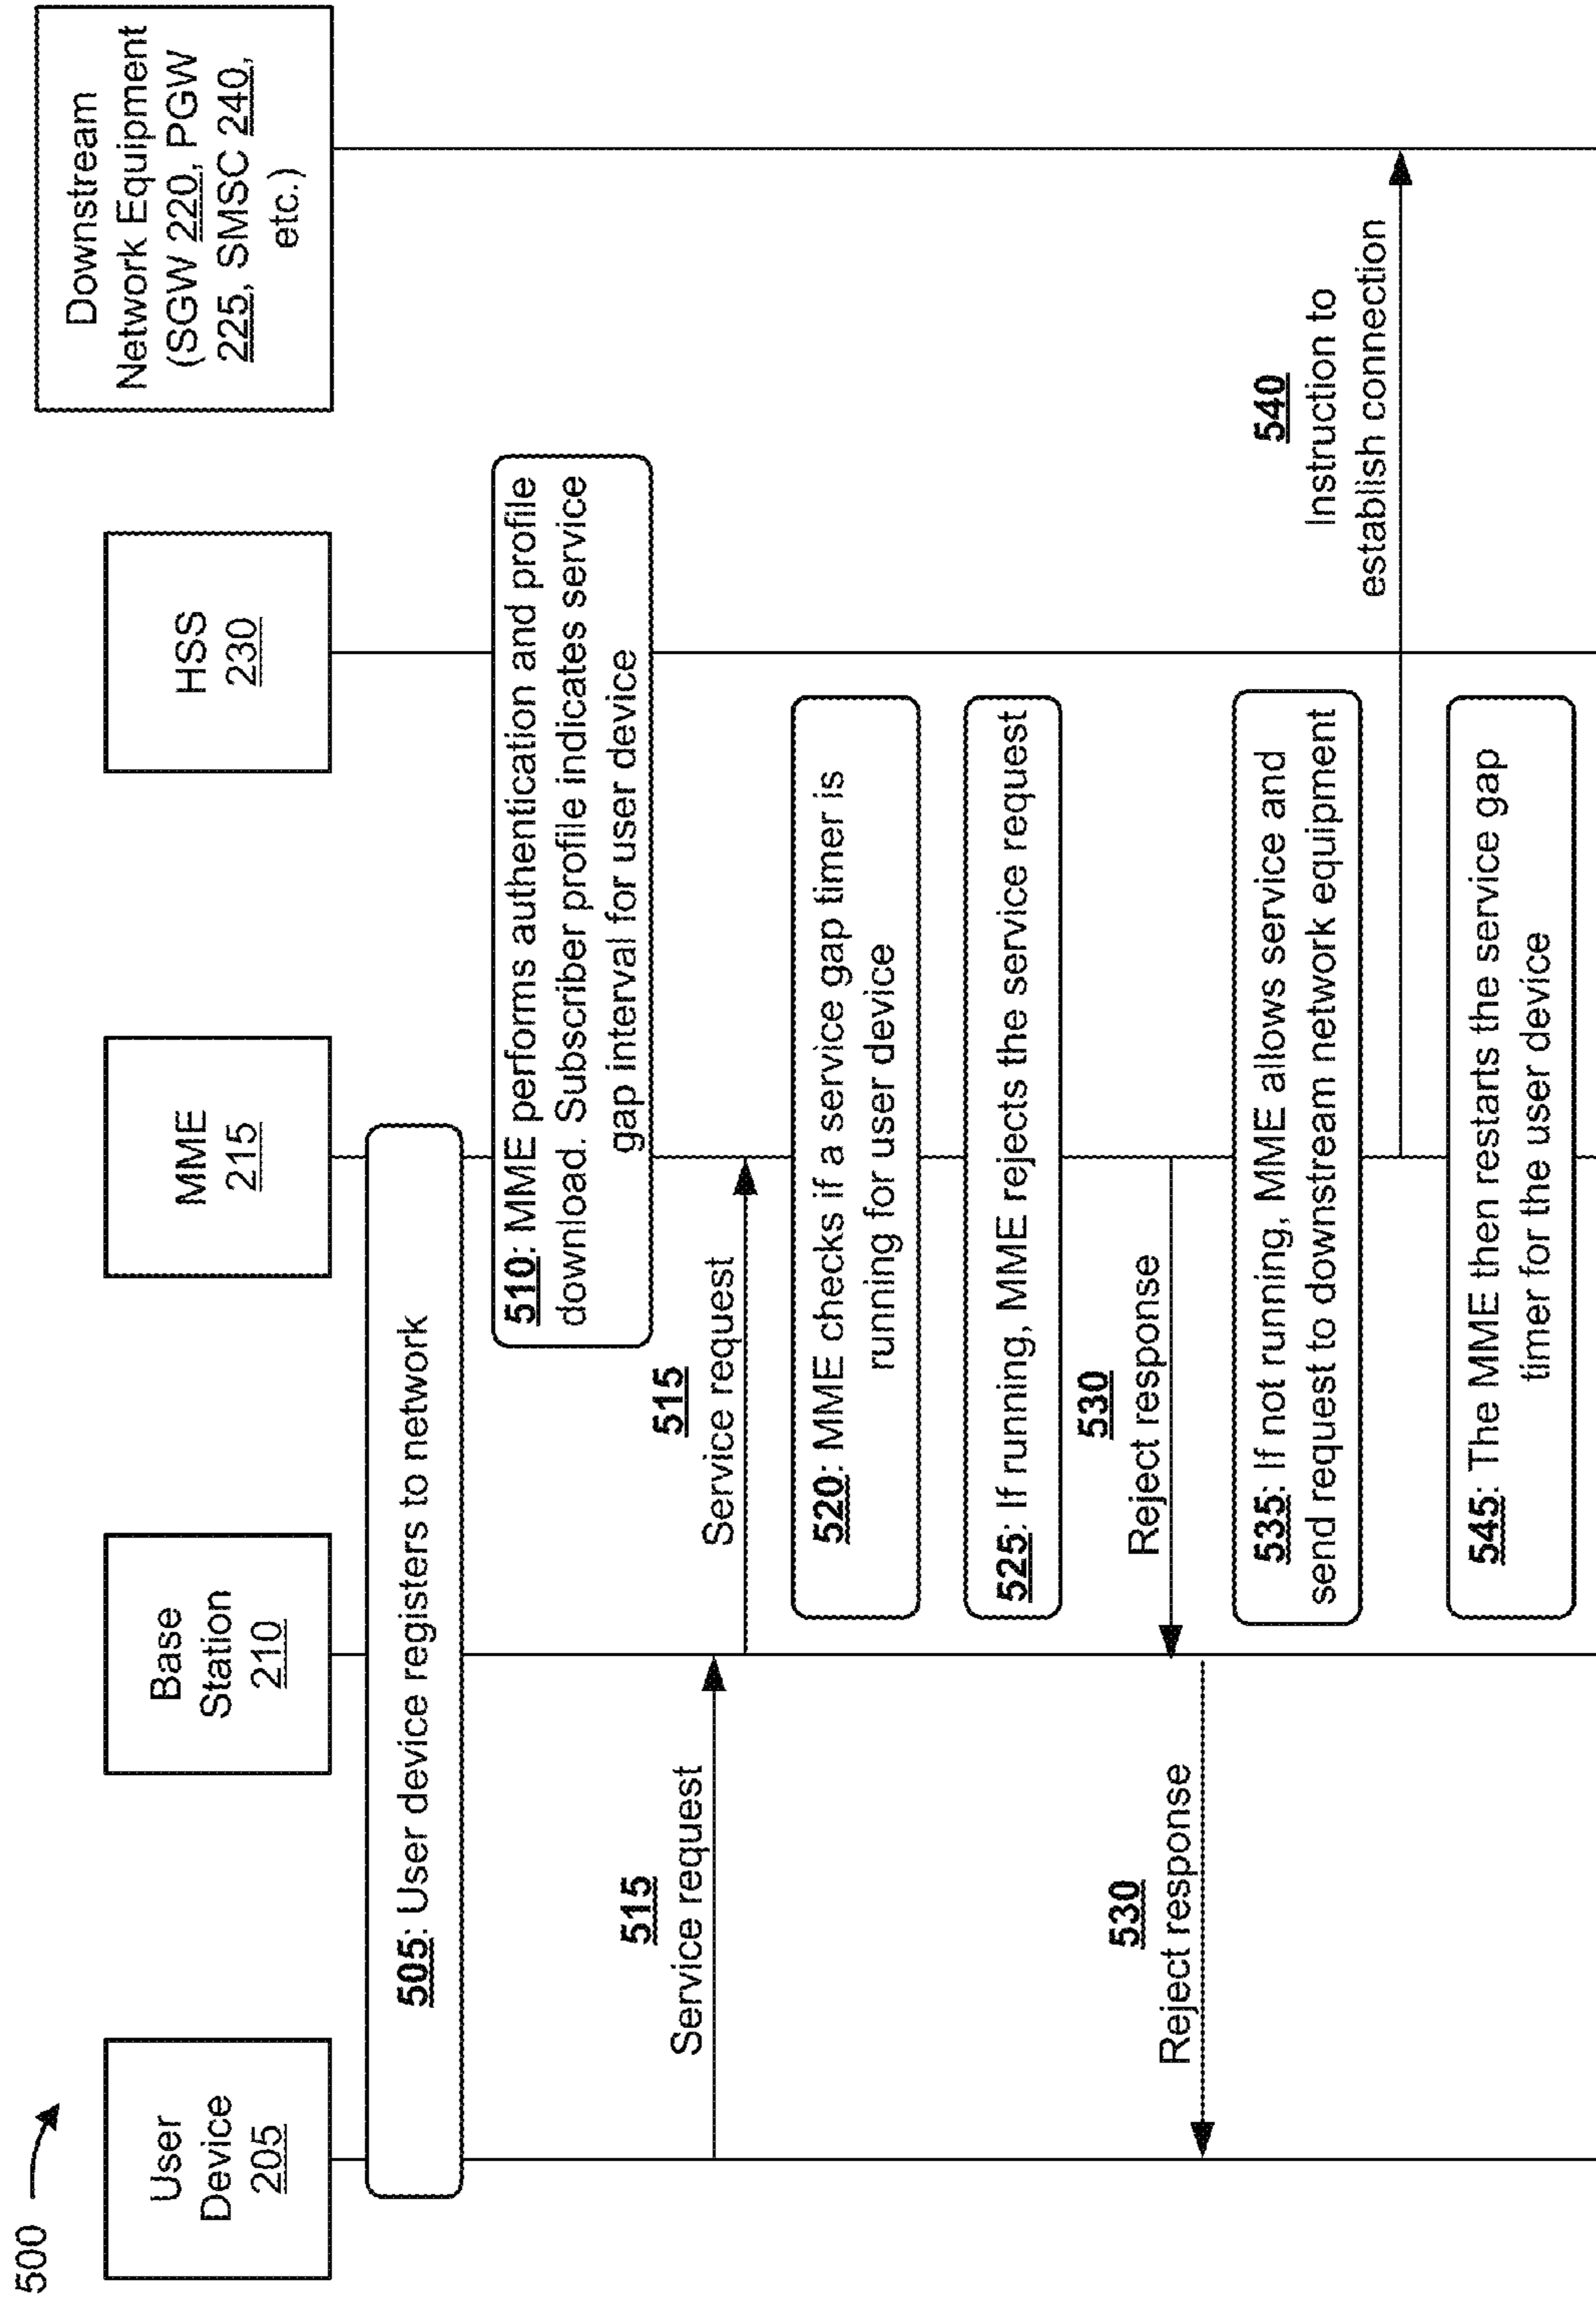 500
User
Device
205
Base
Station
210
MME
215
HSS
230
Downstream
Network Equipment
(SGW 220, PGW
225, SMSC 240,
etc.)
505: User device registers to network
510: MME performs authentication and profile
download. Subscriber profile indicates service
gap interval for user device
515
Service request
515
Service request
520: MME checks if a service gap timer is
running for user device
525: If running, MME rejects the service request
530
Reject response
530
Reject response
535: If not running, MME allows service and
send request to downstream network equipment
540
Instruction to
establish connection
545: The MME then restarts the service gap
timer for the user device